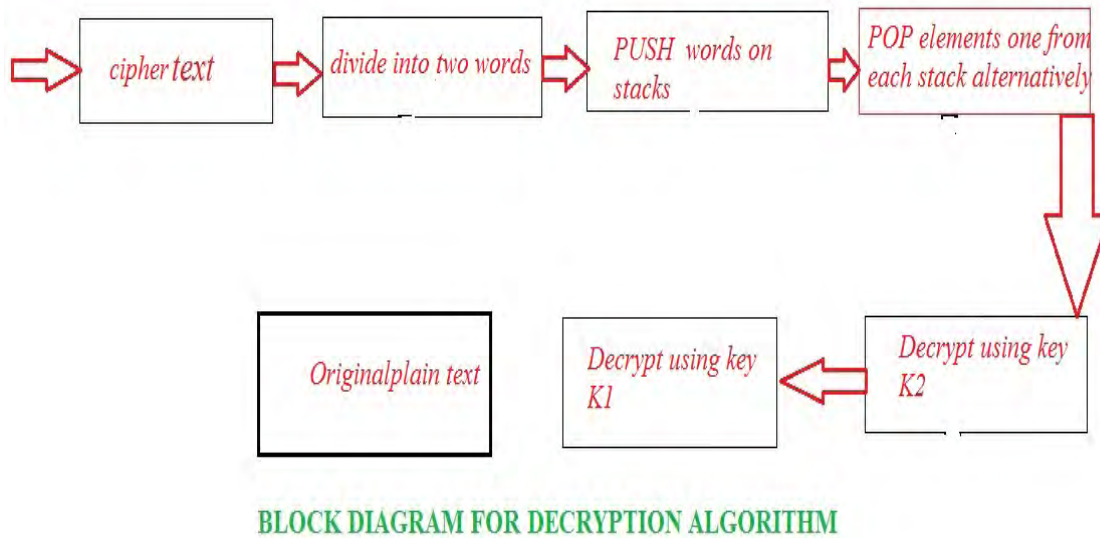 cipher text
divide into two words
PUSH words on
stacks
POP elements one from
each stack alternatively
Decrypt using key
K2
Decrypt using key
K1
Originalplain text
BLOCK DIAGRAM FOR DECRYPTION ALGORITHM